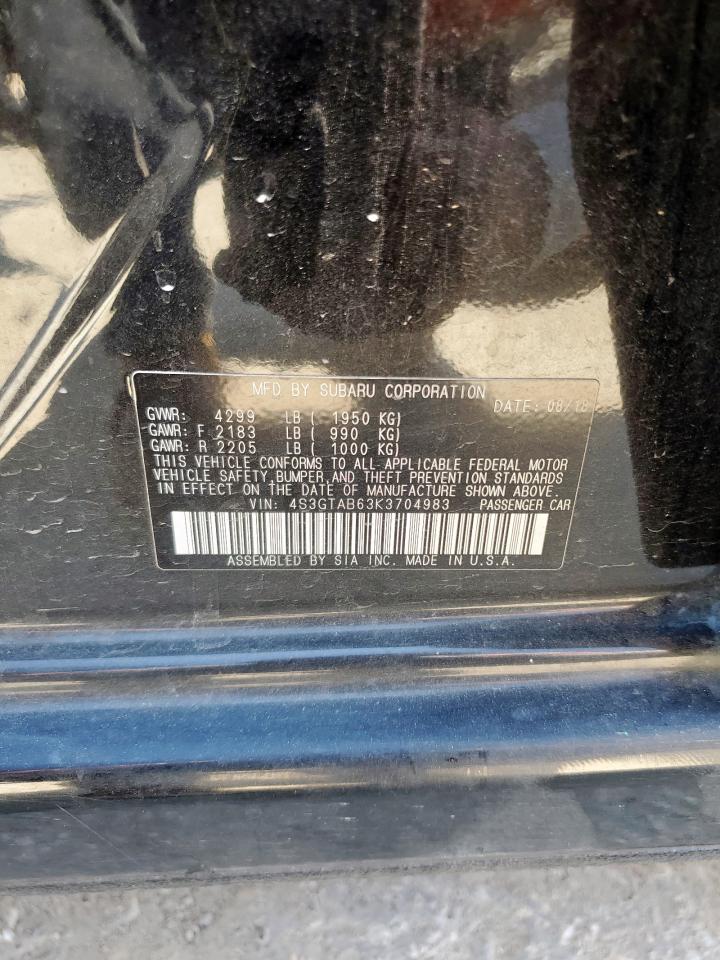 MFD BY SUBARU CORPORATION DATE: 08/18
GVWR: 4299 LB ( 1950 KG)
GAWR: F 2183 LB ( 990 KG)
GAWR: R 2205 LB ( 1000 KG)
THIS VEHICLE CONFORMS TO ALL APPLICABLE FEDERAL MOTOR
VEHICLE SAFETY,BUMPER,AND THEFT PREVENTION STANDARDS
IN EFFECT ON THE DATE OF MANUFACTURE SHOWN ABOVE.
VIN: 4S3GTAB63K3704983 PASSENGER CAR
ASSEMBLED BY SIA INC. MADE IN U.S.A.